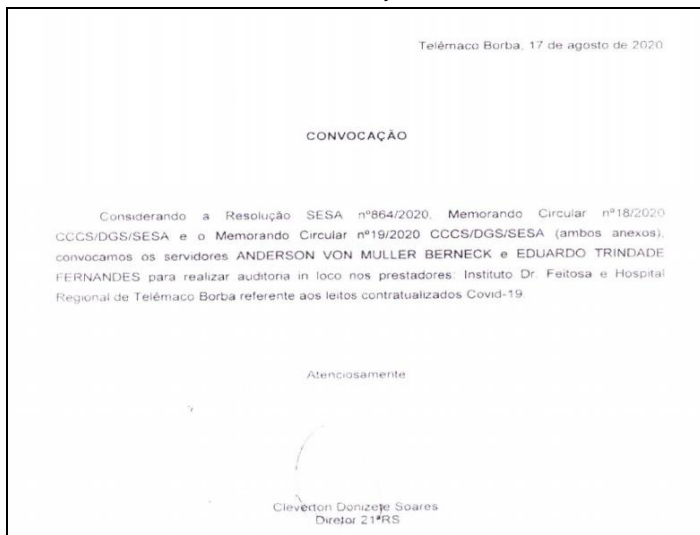 Telêmaco Borba, 17 de agosto de 2020
CONVOCAÇÃO
Considerando a Resolução SESA nº864/2020, Memorando Circular nº18/2020
CCCS/DGS/SESA e o Memorando Circular nº19/2020 CCCS/DGS/SESA (ambos anexos),
convocamos os servidores ANDERSON VON MULLER BERNECK e EDUARDO TRINDADE
FERNANDES para realizar auditoria in loco nos prestadores: Instituto Dr. Feitosa e Hospital
Regional de Telêmaco Borba referente aos leitos contratualizados Covid-19.
Atenciosamente
Cleverton Donizete Soares
Diretor 21ªRS